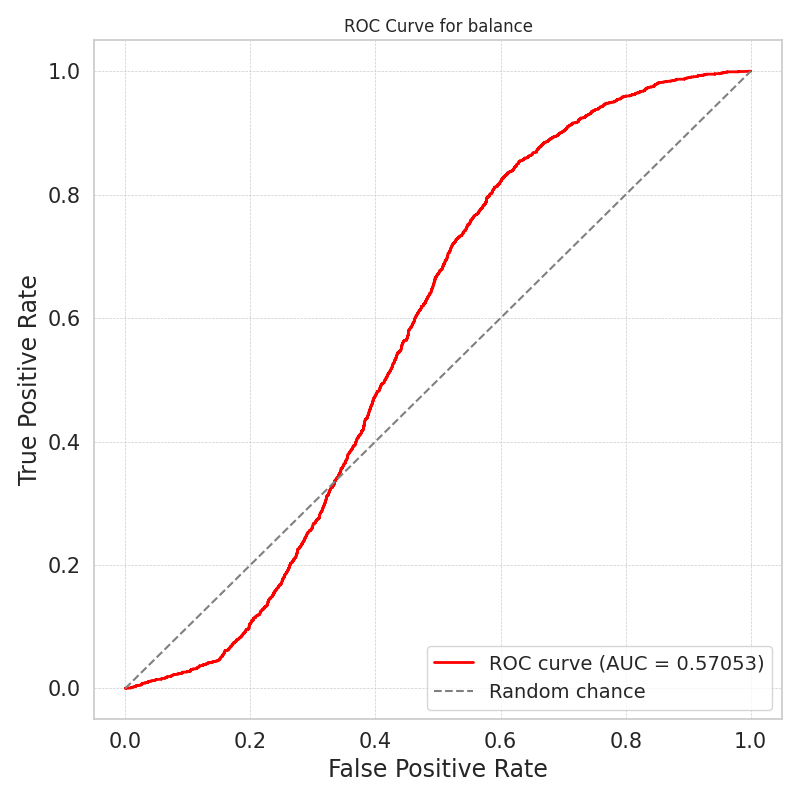 ROC Curve for balance
1.0
0.8
0.6
0.4
0.2
0.0
True Positive Rate
ROC curve (AUC = 0.57053)
Random chance
0.0 0.2 0.4 0.6 0.8 1.0
False Positive Rate